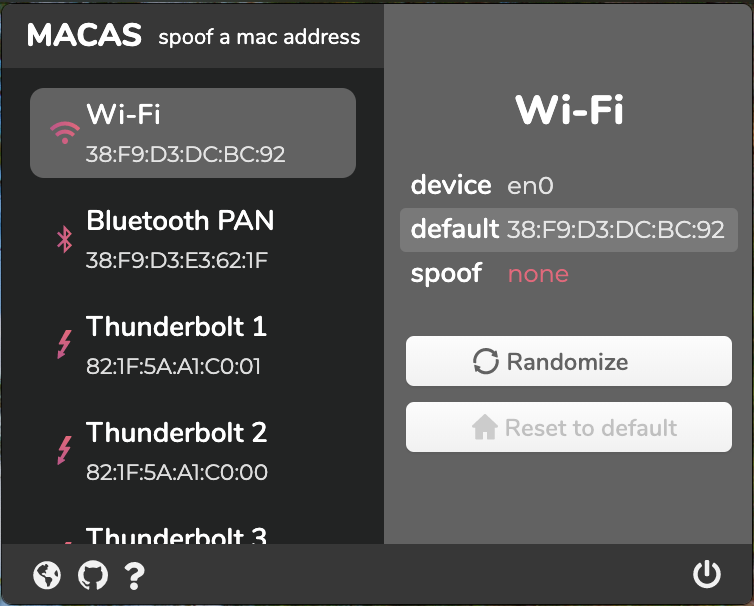 MACAS spoof a mac address
Wi-Fi
38:F9:D3:DC:BC:92
Bluetooth PAN
38:F9:D3:E3:62:1F
Thunderbolt 1
82:1F:5A:A1:C0:01
Thunderbolt 2
82:1F:5A:A1:C0:00
Thunderbolt 3
Wi-Fi
device en0
default 38:F9:D3:DC:BC:92
spoof none
Randomize
Reset to default